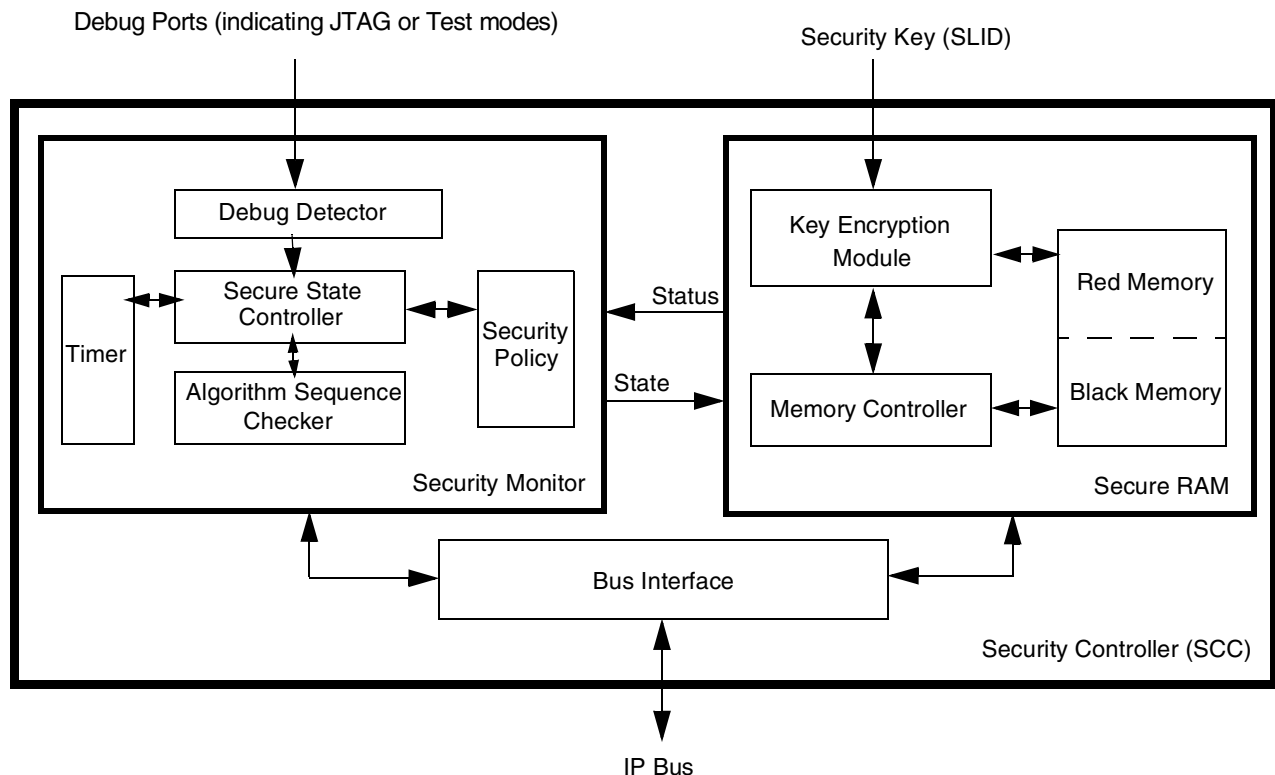 Debug Ports (indicating JTAG or Test modes)
Security Key (SLID)
Debug Detector
Secure State
Controller
Timer
Security
Policy
Algorithm Sequence
Checker
Security Monitor
Status
State
Key Encryption
Module
Red Memory
Black Memory
Memory Controller
Secure RAM
Bus Interface
Security Controller (SCC)
IP Bus